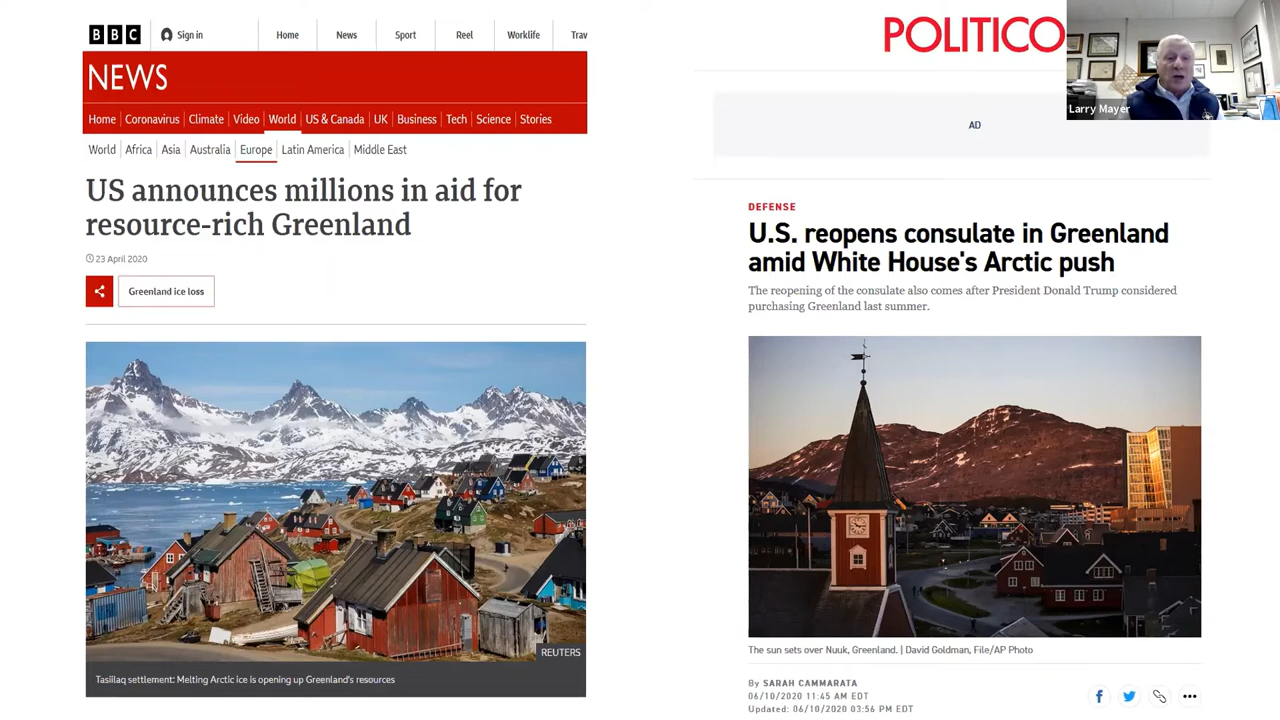 BBC
Sign in
Home
News
Sport
Reel
Worklife
Trav
NEWS
Home
Coronavirus
Climate
Video
World
US & Canada
UK
Business
Tech
Science
Stories
World
Africa
Asia
Australia
Europe
Latin America
Middle East
US announces millions in aid for
resource-rich Greenland
23 April 2020
Greenland ice loss
REUTERS
Tasiilaq settlement: Melting Arctic ice is opening up Greenland's resources
POLITICO
Larry Mayer
AD
DEFENSE
U.S. reopens consulate in Greenland
amid White House's Arctic push
The reopening of the consulate also comes after President Donald Trump considered
purchasing Greenland last summer.
The sun sets over Nuuk, Greenland. | David Goldman, File/AP Photo
By SARAH CAMMARATA
06/10/2020 11:45 AM EDT
Updated: 06/10/2020 03:56 PM EDT